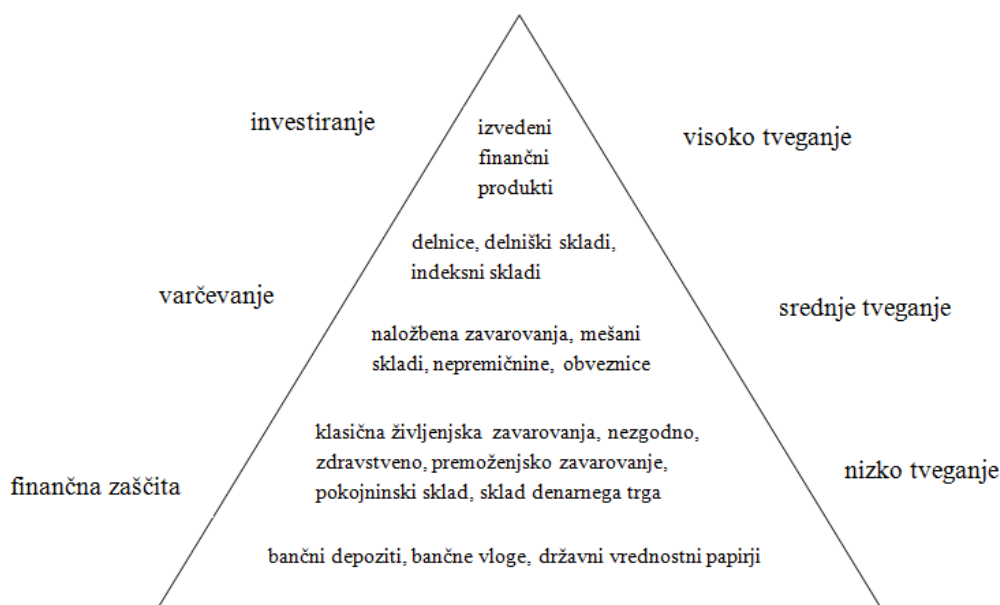 investiranje
izvedeni
finančni
produkti
visoko tveganje
delnice, delniški skladi,
indeksni skladi
varčevanje
srednje tveganje
naložbena zavarovanja, mešani
skladi, nepremičnine, obveznice
klasična življenjska zavarovanja, nezgodno,
zdravstveno, premoženjsko zavarovanje,
pokojninski sklad, sklad denarnega trga
finančna zaščita
nizko tveganje
bančni depoziti, bančne vloge, državni vrednostni papirji